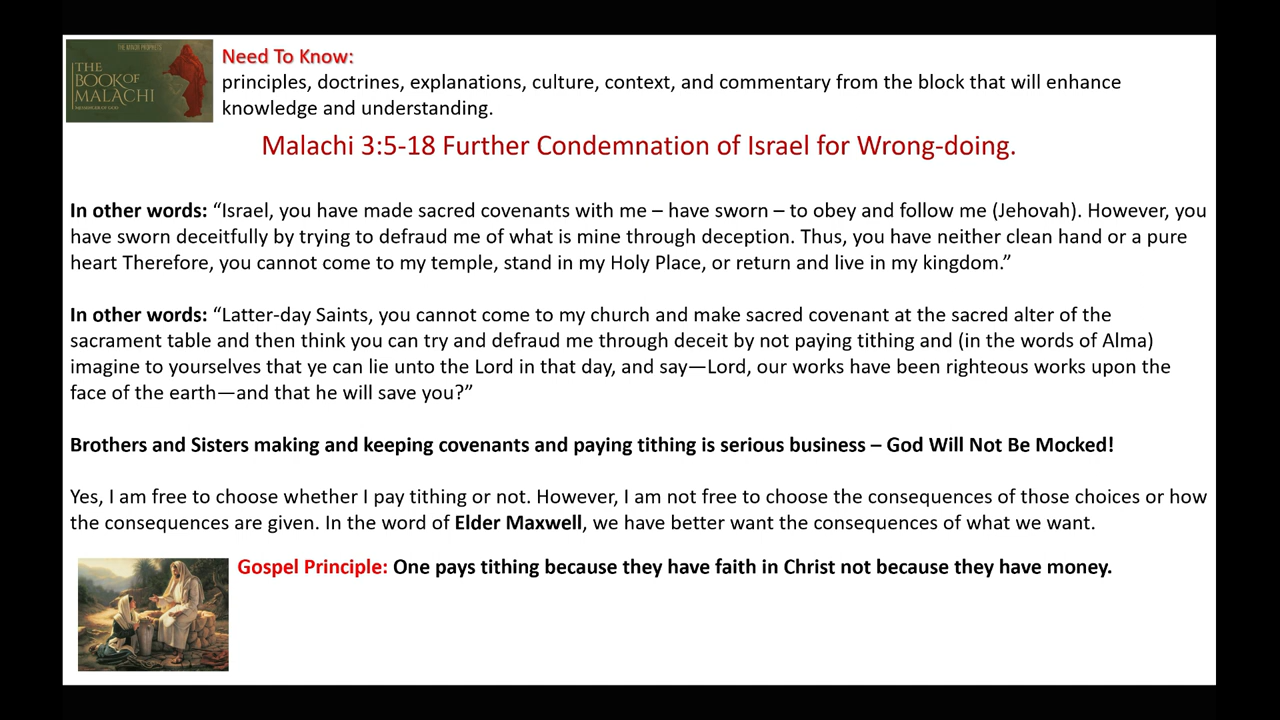 THE MINOR PROPHETS
THE
BOOK OF
MALACHI
MESSENGER OF GOD
Need To Know:
principles, doctrines, explanations, culture, context, and commentary from the block that will enhance
knowledge and understanding.
Malachi 3:5-18 Further Condemnation of Israel for Wrong-doing.
In other words: “Israel, you have made sacred covenants with me – have sworn – to obey and follow me (Jehovah). However, you
have sworn deceitfully by trying to defraud me of what is mine through deception. Thus, you have neither clean hand or a pure
heart Therefore, you cannot come to my temple, stand in my Holy Place, or return and live in my kingdom.”
In other words: “Latter-day Saints, you cannot come to my church and make sacred covenant at the sacred alter of the
sacrament table and then think you can try and defraud me through deceit by not paying tithing and (in the words of Alma)
imagine to yourselves that ye can lie unto the Lord in that day, and say—Lord, our works have been righteous works upon the
face of the earth—and that he will save you?”
Brothers and Sisters making and keeping covenants and paying tithing is serious business – God Will Not Be Mocked!
Yes, I am free to choose whether I pay tithing or not. However, I am not free to choose the consequences of those choices or how
the consequences are given. In the word of Elder Maxwell, we have better want the consequences of what we want.
Gospel Principle: One pays tithing because they have faith in Christ not because they have money.